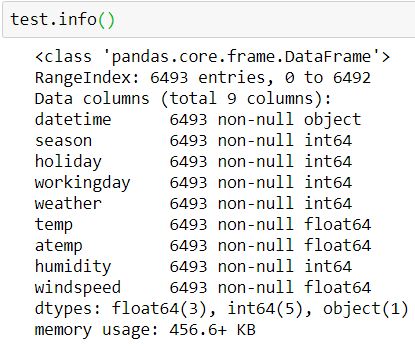 test.info()
<class 'pandas.core.frame.DataFrame'>
RangeIndex: 6493 entries, 0 to 6492
Data columns (total 9 columns):
datetime      6493 non-null object
season        6493 non-null int64
holiday       6493 non-null int64
workingday    6493 non-null int64
weather       6493 non-null int64
temp          6493 non-null float64
atemp         6493 non-null float64
humidity      6493 non-null int64
windspeed     6493 non-null float64
dtypes: float64(3), int64(5), object(1)
memory usage: 456.6+ KB